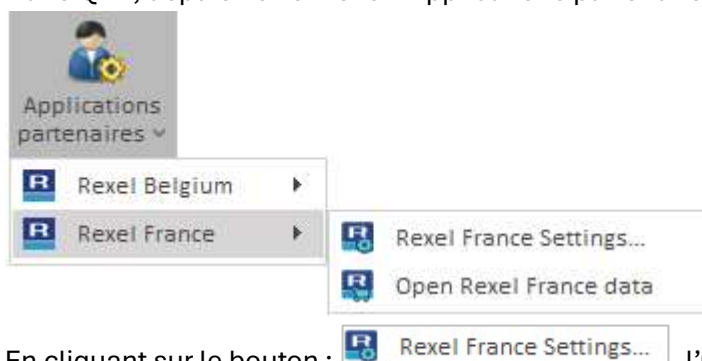 Applications
partenaires
Rexel Belgium
Rexel France
Rexel France Settings...
Open Rexel France data
En cliquant sur le bouton : Rexel France Settings...